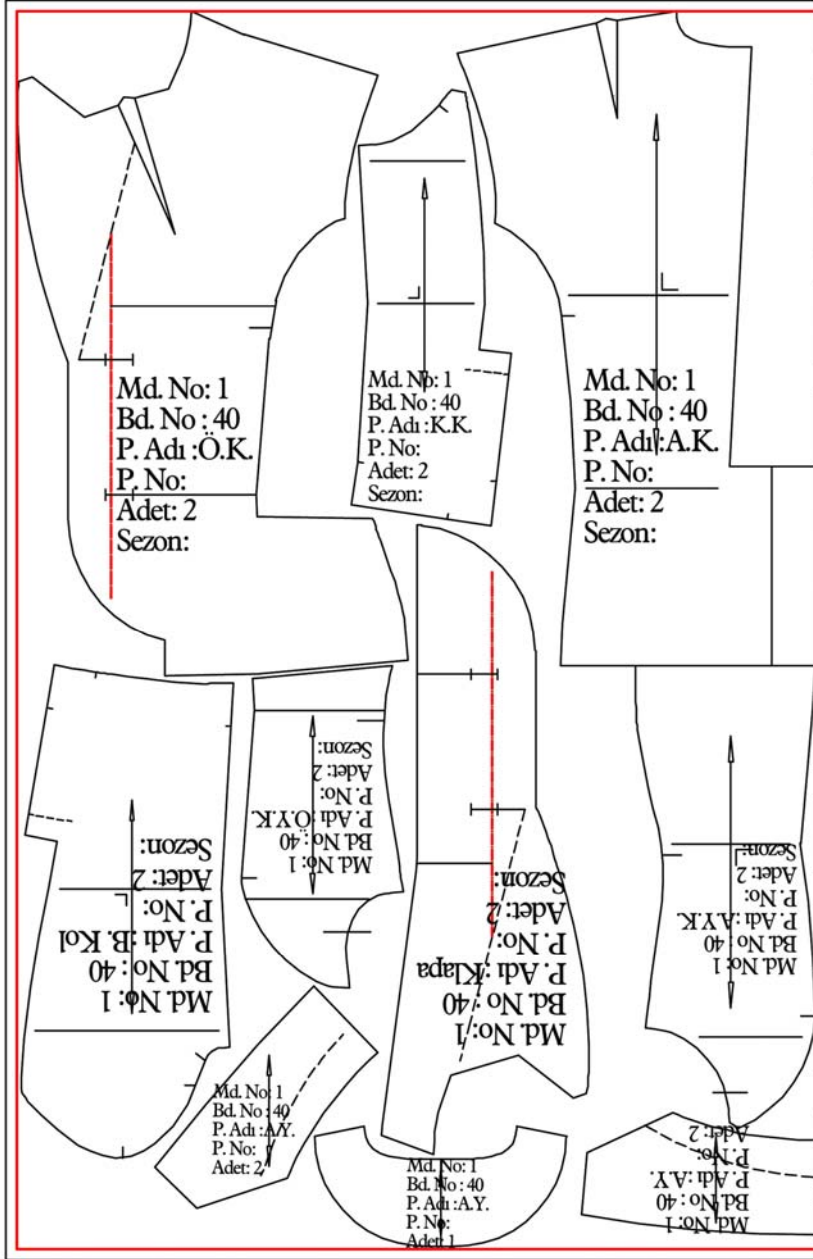 Md. No: 1
Bd. No : 40
P. Adı :Ö.K.
P. No:
Adet: 2
Sezon:
Md. No: 1
Bd. No : 40
P. Adı :K.K.
P. No:
Adet: 2
Sezon:
Md. No: 1
Bd. No : 40
P. Adı :A.K.
P. No:
Adet: 2
Sezon:
Md. No: 1
Bd. No : 40
P. Adı :B. Kol
P. No:
Adet: 2
Sezon:
Md. No: 1
Bd. No : 40
P. Adı :Ö.Y.K.
P. No:
Adet: 2
Sezon:
Md. No: 1
Bd. No : 40
P. Adı :Klapa
P. No:
Adet: 2
Sezon:
Md. No: 1
Bd. No : 40
P. Adı :A.Y.K.
P. No:
Adet: 2
Sezon:
Md. No: 1
Bd. No : 40
P. Adı :A.Y.
P. No:
Adet: 2
Md. No: 1
Bd. No : 40
P. Adı :A.Y.
P. No:
Adet: 1
Md. No: 1
Bd. No : 40
P. Adı :A.Y.
P. No:
Adet: 2